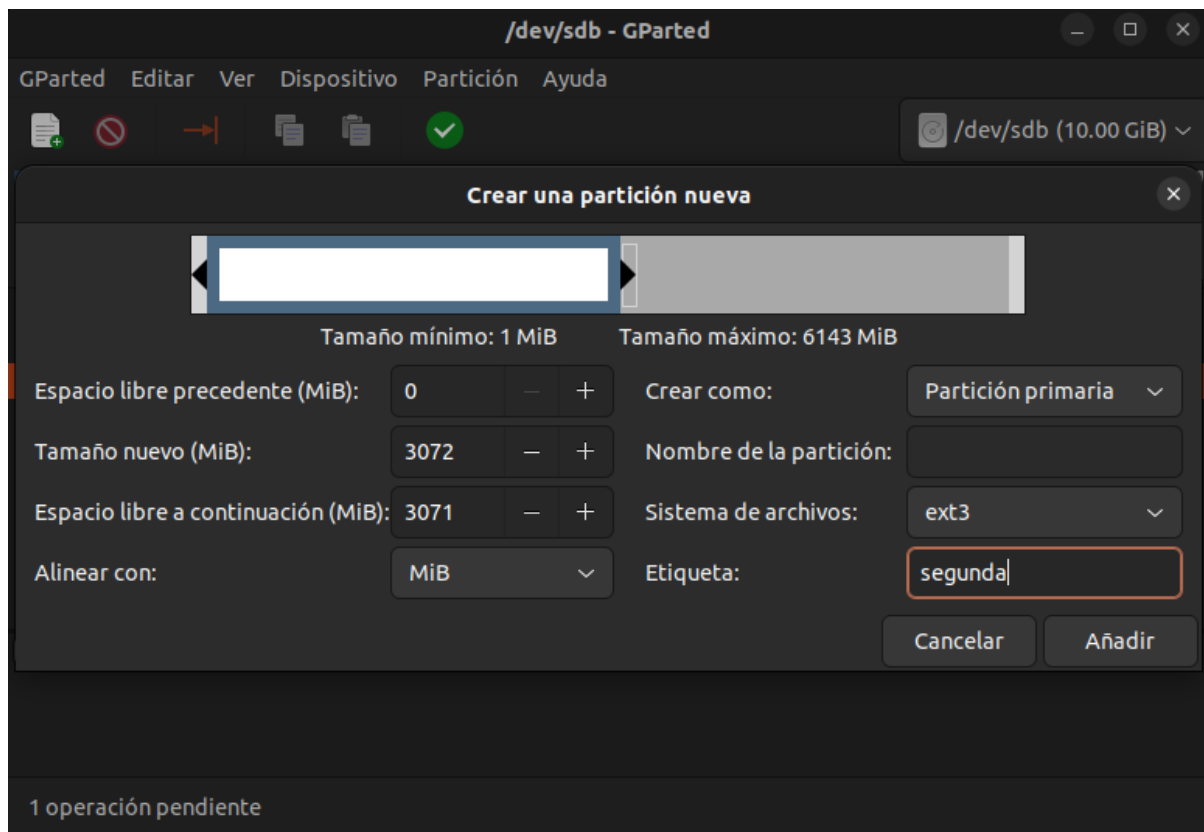 /dev/sdb - GParted
GParted Editar Ver Dispositivo Partición Ayuda
/dev/sdb (10.00 GiB)
Crear una partición nueva
Tamaño mínimo: 1 MiB Tamaño máximo: 6143 MiB
Espacio libre precedente (MiB): 0 Crear como: Partición primaria
Tamaño nuevo (MiB): 3072 Nombre de la partición:
Espacio libre a continuación (MiB): 3071 Sistema de archivos: ext3
Alinear con: MiB Etiqueta: segunda
Cancelar Añadir
1 operación pendiente